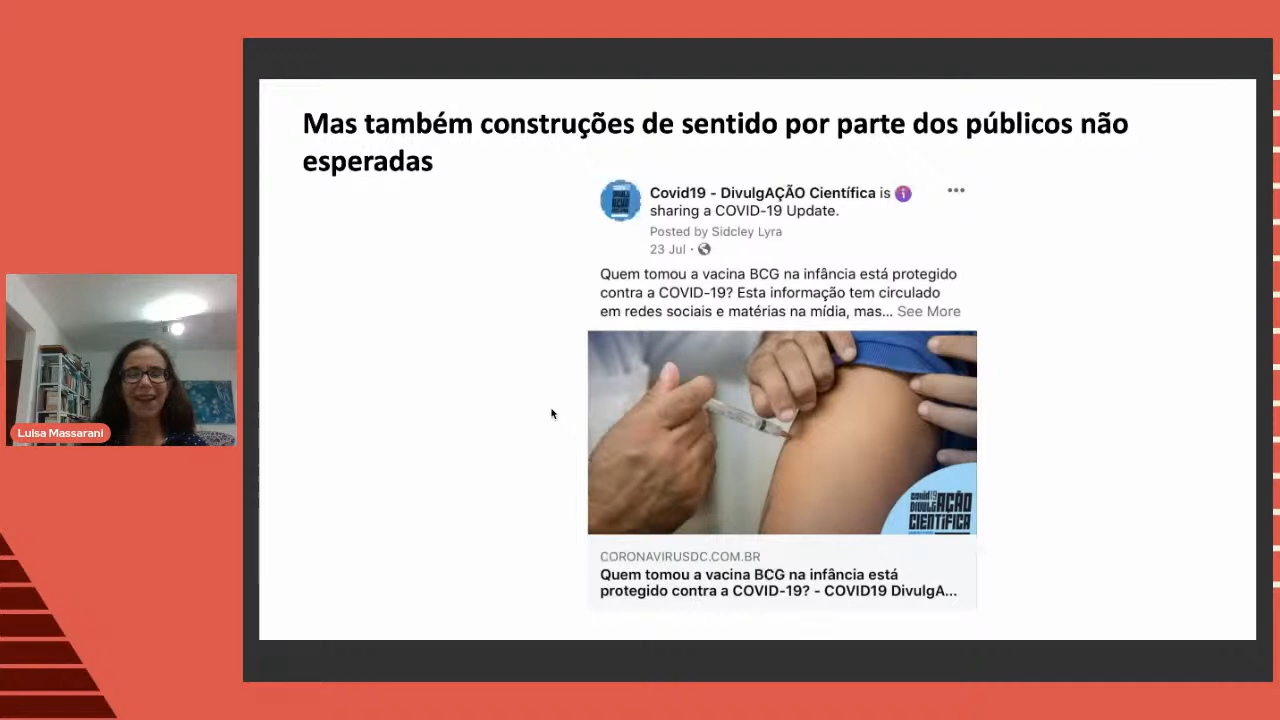 Mas também construções de sentido por parte dos públicos não
esperadas
Covid19 - DivulgAÇÃO Científica is
sharing a COVID-19 Update.
Posted by Sidcley Lyra
23 Jul ·
Quem tomou a vacina BCG na infância está protegido
contra a COVID-19? Esta informação tem circulado
em redes sociais e matérias na mídia, mas... See More
covid19
DIVULGAÇÃO
CIENTÍFICA
CORONAVIRUSDC.COM.BR
Quem tomou a vacina BCG na infância está
protegido contra a COVID-19? - COVID19 DivulgA...
Luisa Massarani